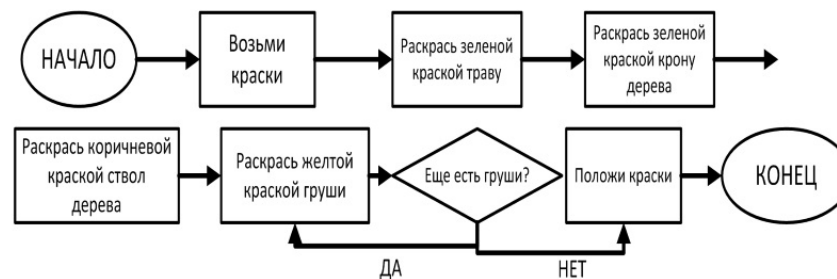 НАЧАЛО
Возьми
краски
Раскрась зеленой
краской траву
Раскрась зеленой
краской крону
дерева
Раскрась коричневой
краской ствол
дерева
Раскрась желтой
краской груши
Еще есть груши?
Положи краски
КОНЕЦ
ДА
НЕТ